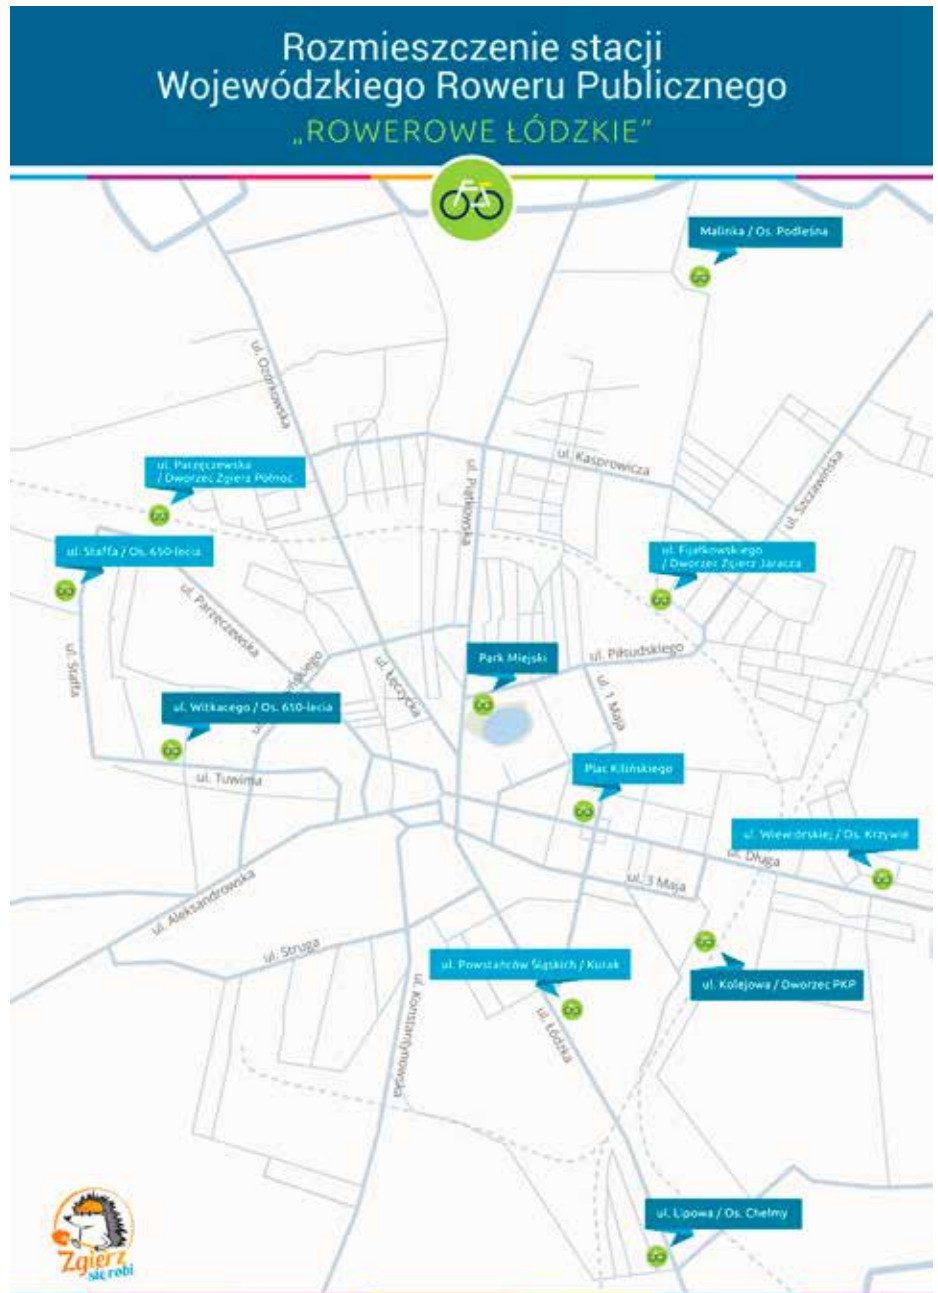 Rozmieszczenie stacji
Wojewódzkiego Roweru Publicznego
„ROWEROWE ŁÓDZKIE”
Malinka / Os. Podleśna
ul. Ozorkowska
ul. Kasprowicza
ul. Piątkowska
ul. Szczawińska
ul. Parzęczewska
/ Dworzec Zgierz Północ
ul. Staffa / Os. 650-lecia
ul. Fijałkowskiego
/ Dworzec Zgierz Jaracza
ul. Parzęczewska
ul. Staffa
ul. Łęczycka
Park Miejski
ul. Piłsudskiego
ul. 1 Maja
ul. Witkacego / Os. 650-lecia
ul. Tuwima
Plac Kilińskiego
ul. Wiewiórskiej / Os. Krzywie
ul. Długa
ul. 3 Maja
ul. Aleksandrowska
ul. Struga
ul. Powstańców Śląskich / Kurak
ul. Kolejowa / Dworzec PKP
ul. Konstantynowska
ul. Łódzka
ul. Lipowa / Os. Chełmy
Zgierz
się robi